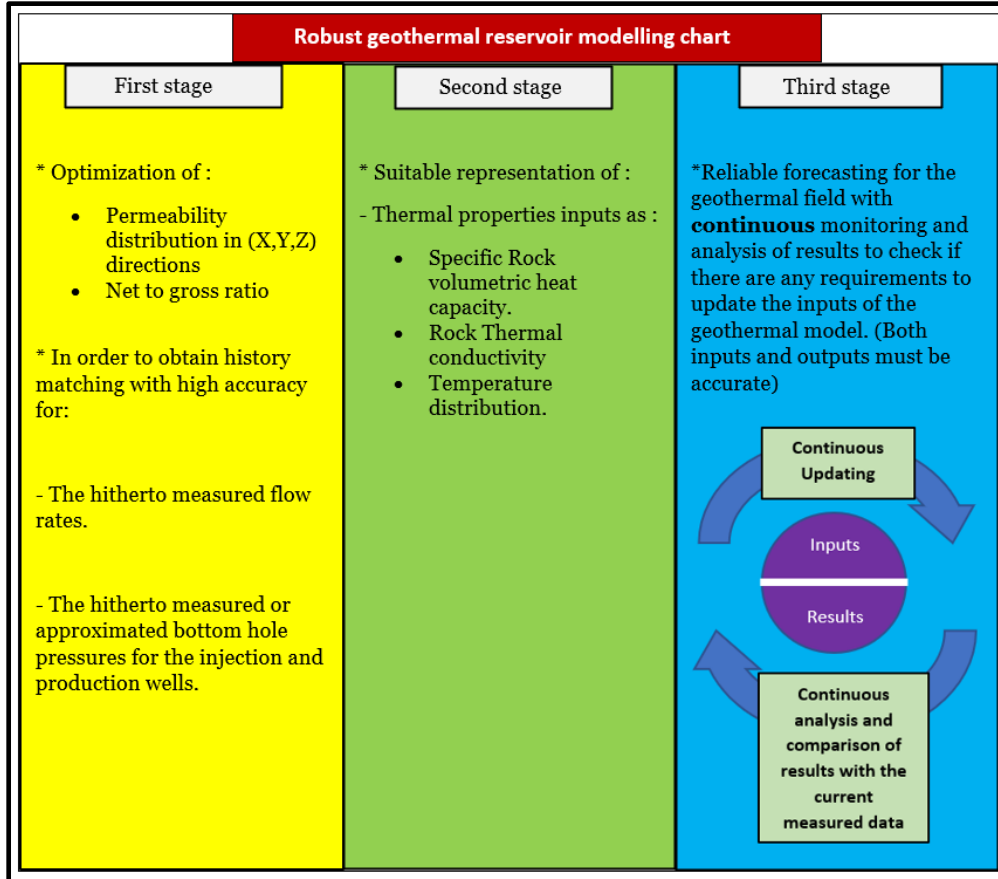 Robust geothermal reservoir modelling chart
First stage
* Optimization of :
• Permeability
distribution in (X,Y,Z)
directions
• Net to gross ratio
* In order to obtain history
matching with high accuracy
for:
- The hitherto measured flow
rates.
- The hitherto measured or
approximated bottom hole
pressures for the injection and
production wells.
Second stage
* Suitable representation of :
- Thermal properties inputs as :
• Specific Rock
volumetric heat
capacity.
• Rock Thermal
conductivity
• Temperature
distribution.
Third stage
*Reliable forecasting for the
geothermal field with
continuous monitoring and
analysis of results to check if
there are any requirements to
update the inputs of the
geothermal model. (Both
inputs and outputs must be
accurate)
Continuous
Updating
Inputs
Results
Continuous
analysis and
comparison of
results with the
current
measured data